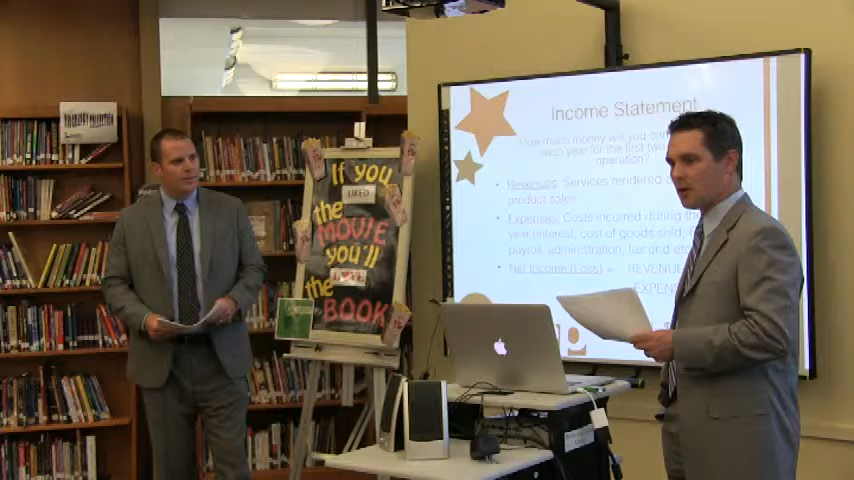 BIOGRAPHY COLLECTION
If you
LIKED
the
MOVIE
you'll
the
BOOK
Income Statement
How much money will you
each year for the first two
operation?
• Revenues: Services rendered
product sales
• Expenses: Costs incurred during the
year (interest, cost of goods sold,
payroll, administration, tax and
• Net Income (Loss) = REVENUE
EXPEN